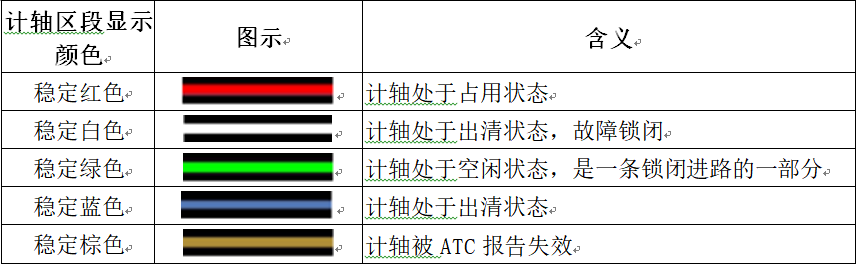 计轴区段显示
颜色
图示
含义
稳定红色
计轴处于占用状态
稳定白色
计轴处于出清状态，故障锁闭
稳定绿色
计轴处于空闲状态，是一条锁闭进路的一部分
稳定蓝色
计轴处于出清状态
稳定棕色
计轴被 ATC 报告失效